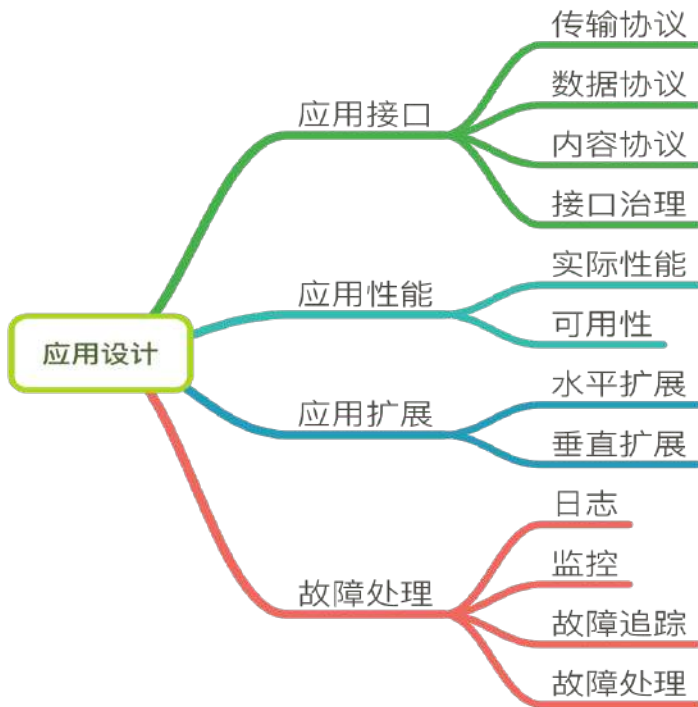 应用设计
应用接口
传输协议
数据协议
内容协议
接口治理
应用性能
实际性能
可用性
应用扩展
水平扩展
垂直扩展
故障处理
日志
监控
故障追踪
故障处理